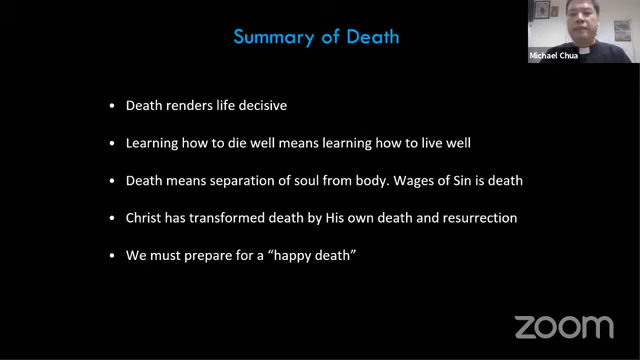 Summary of Death
Michael Chua
• Death renders life decisive
• Learning how to die well means learning how to live well
• Death means separation of soul from body. Wages of Sin is death
• Christ has transformed death by His own death and resurrection
• We must prepare for a “happy death”
zoom